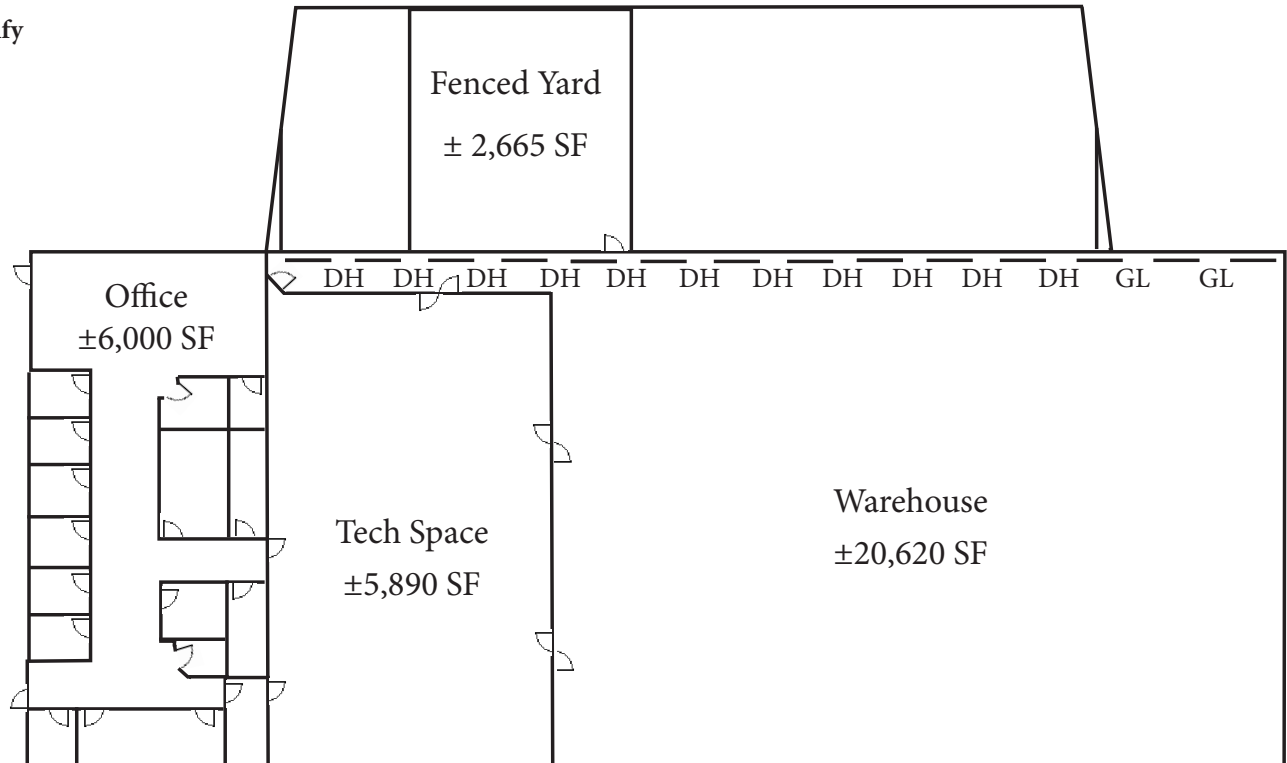 Fenced Yard
± 2,665 SF
DH DH DH DH DH DH DH DH DH DH DH GL GL
Office
±6,000 SF
Warehouse
±20,620 SF
Tech Space
±5,890 SF